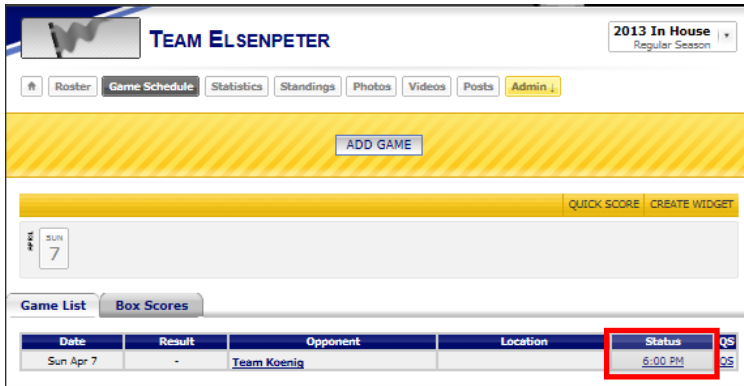 TEAM ELSENPETER
2013 In House
Regular Season
Roster Game Schedule Statistics Standings Photos Videos Posts Admin ↓
ADD GAME
QUICK SCORE CREATE WIDGET
APRIL
SUN
7
Game List Box Scores
Date Result Opponent Location Status QS
Sun Apr 7 - Team Koenig 6:00 PM QS